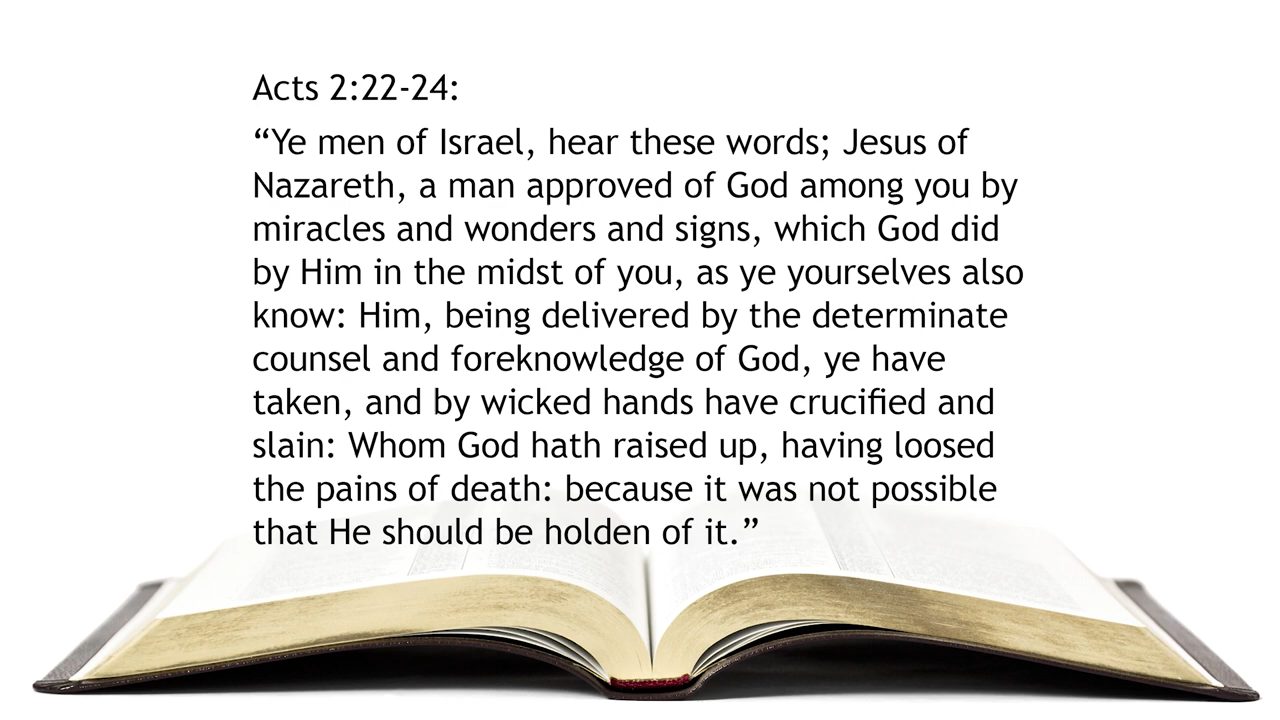 Acts 2:22-24:
“Ye men of Israel, hear these words; Jesus of
Nazareth, a man approved of God among you by
miracles and wonders and signs, which God did
by Him in the midst of you, as ye yourselves also
know: Him, being delivered by the determinate
counsel and foreknowledge of God, ye have
taken, and by wicked hands have crucified and
slain: Whom God hath raised up, having loosed
the pains of death: because it was not possible
that He should be holden of it.”